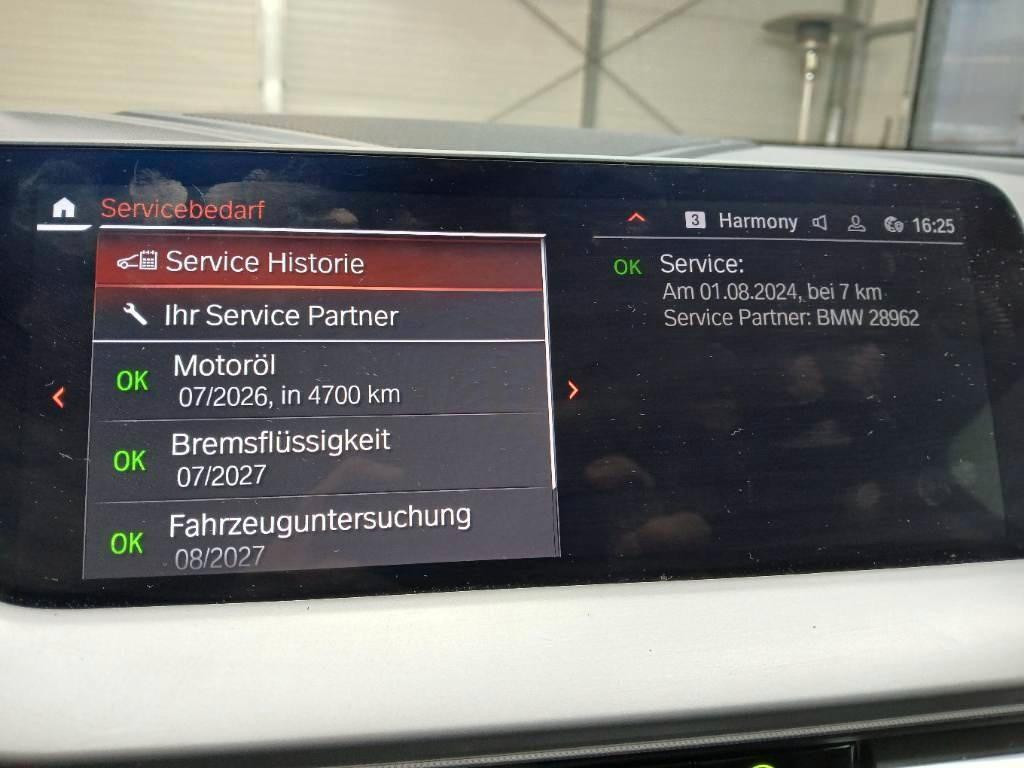 Servicebedarf
3 Harmony 16:25
Service Historie
Ihr Service Partner
OK Motoröl
07/2026, in 4700 km
OK Bremsflüssigkeit
07/2027
OK Fahrzeuguntersuchung
08/2027
OK Service:
Am 01.08.2024, bei 7 km
Service Partner: BMW 28962